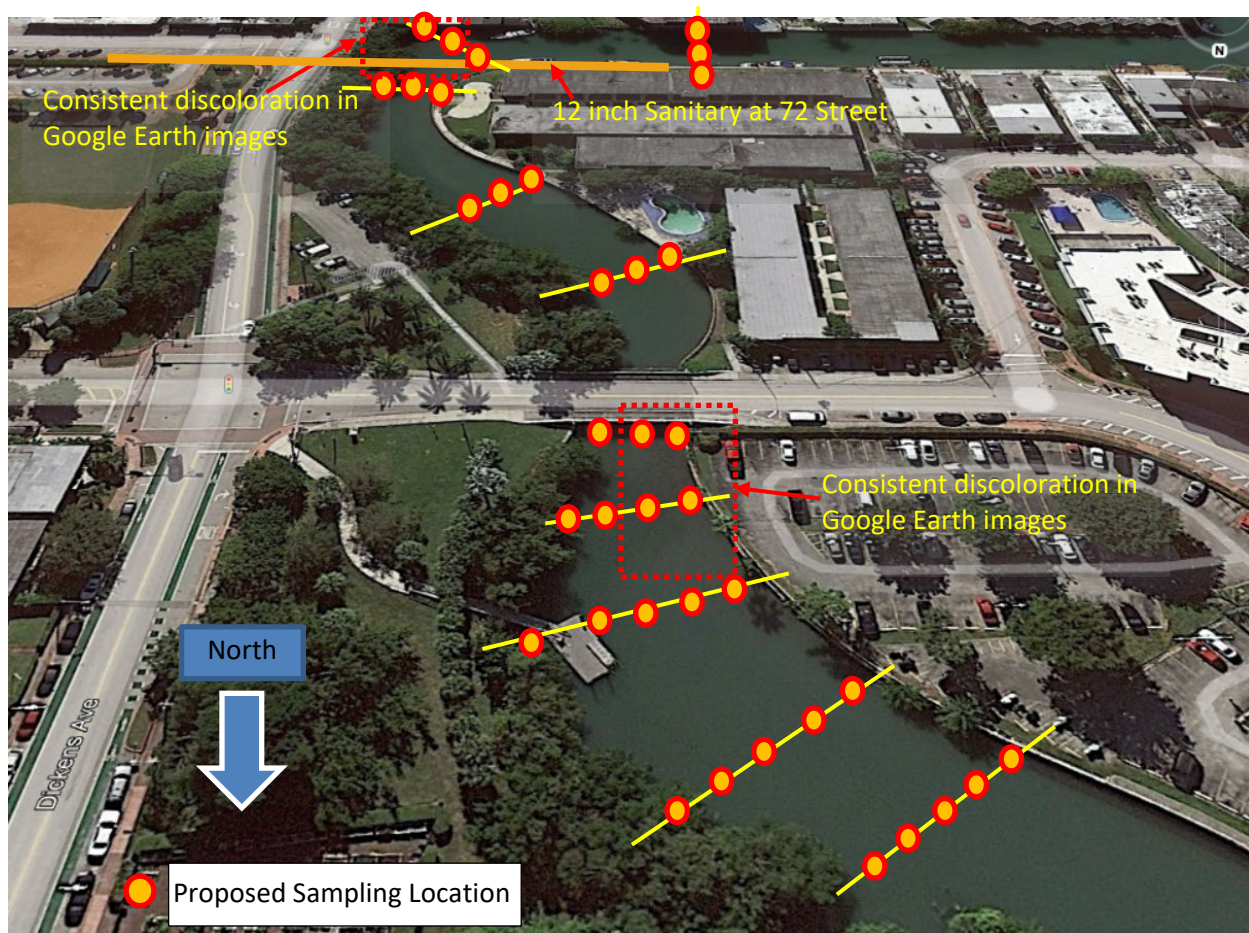 N
Consistent discoloration in
Google Earth images
12 inch Sanitary at 72 Street
Consistent discoloration in
Google Earth images
North
Dickens Ave
Proposed Sampling Location